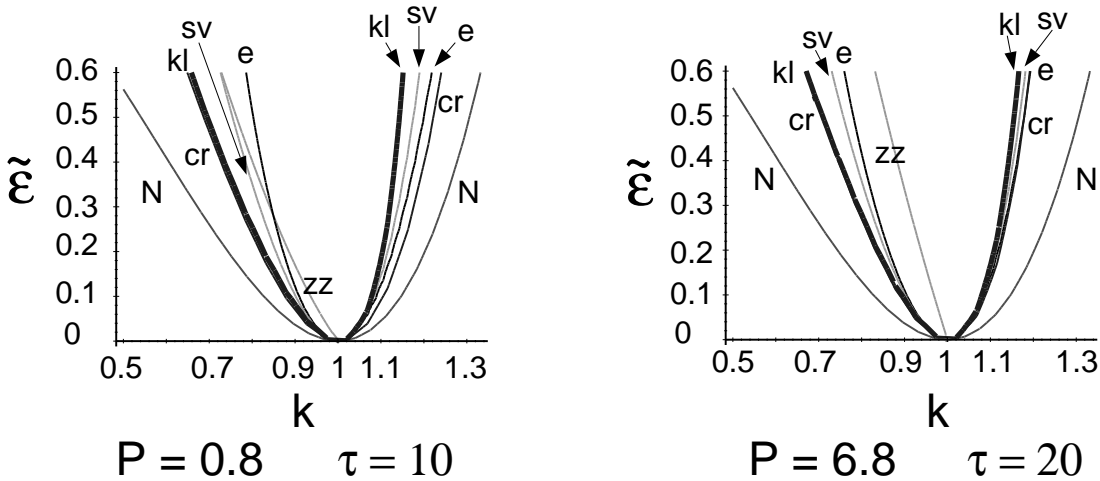 sv
kl
e
kl
sv
e
0.6
0.5
0.4
0.3
0.2
0.1
0
ε̃
N
cr
zz
cr
N
0.5 0.7 0.9 1 1.1 1.3
k
P = 0.8 τ = 10
kl
sv
sv
e
kl
e
0.6
0.5
0.4
0.3
0.2
0.1
0
ε̃
N
cr
zz
cr
N
0.5 0.7 0.9 1 1.1 1.3
k
P = 6.8 τ = 20